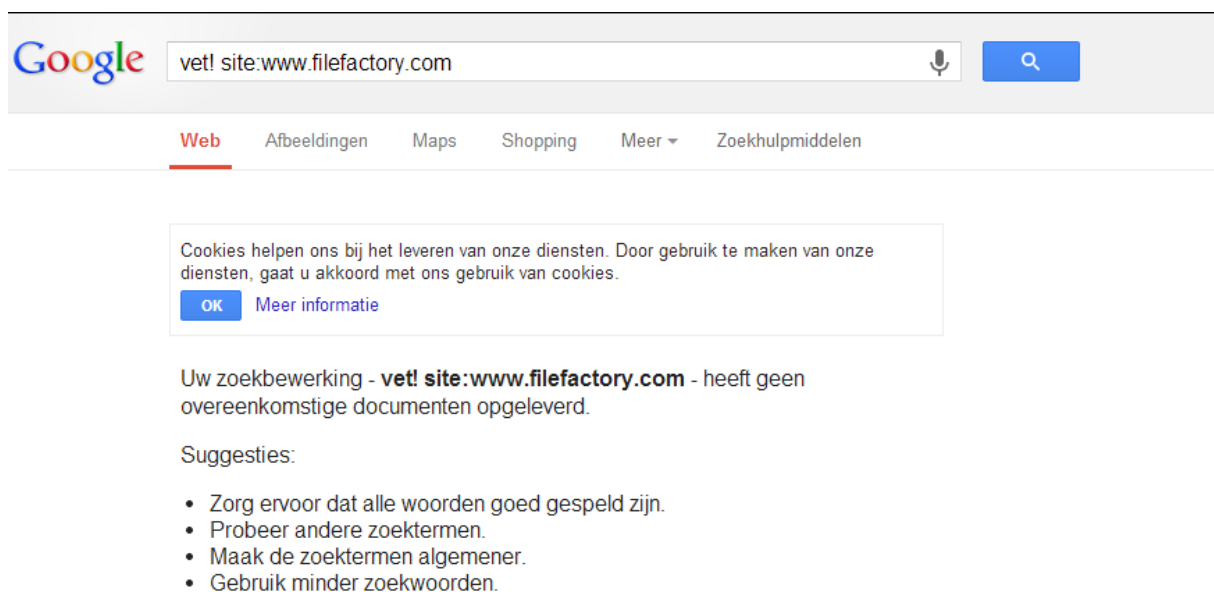 Google vet! site:www.filefactory.com
Web Afbeeldingen Maps Shopping Meer Zoekhulpmiddelen
Cookies helpen ons bij het leveren van onze diensten. Door gebruik te maken van onze
diensten, gaat u akkoord met ons gebruik van cookies.
OK Meer informatie
Uw zoekbewerking - vet! site:www.filefactory.com - heeft geen
overeenkomstige documenten opgeleverd.
Suggesties:
• Zorg ervoor dat alle woorden goed gespeld zijn.
• Probeer andere zoektermen.
• Maak de zoektermen algemener.
• Gebruik minder zoekwoorden.